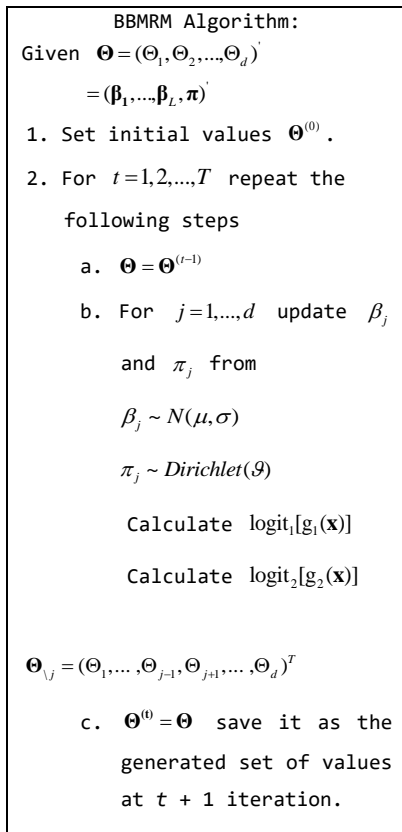 BBMRM Algorithm:
Given Θ = (Θ₁,Θ₂,...,Θ_d)'
= (β₁,...,β_L,π)'
1. Set initial values Θ⁽⁰⁾.
2. For t = 1,2,...,T repeat the
following steps
a. Θ = Θ⁽ᵗ⁻¹⁾
b. For j = 1,...,d update β_j
and π_j from
β_j ~ N(μ,σ)
π_j ~ Dirichlet(ϑ)
Calculate logit₁[g₁(x)]
Calculate logit₂[g₂(x)]
Θ_\j = (Θ₁,... ,Θ_j−1,Θ_j+1,... ,Θ_d)ᵀ
c. Θ⁽ᵗ⁾ = Θ save it as the
generated set of values
at t + 1 iteration.